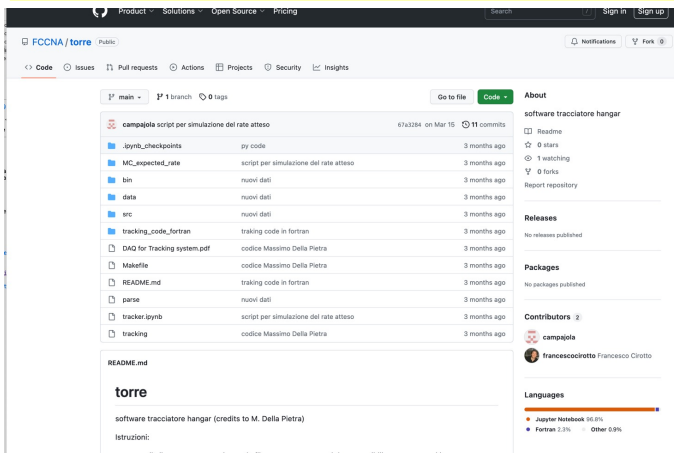 Product Solutions Open Source Pricing
Search
/
Sign in
Sign up
FCCNA / torre Public
Notifications
Fork 0
Code
Issues
Pull requests
Actions
Projects
Security
Insights
main
1 branch
0 tags
Go to file
Code
campajola script per simulazione del rate atteso
67a3284 on Mar 15
11 commits
.ipynb_checkpoints py code 3 months ago
MC_expected_rate script per simulazione del rate atteso 3 months ago
bin nuovi dati 3 months ago
data nuovi dati 3 months ago
src nuovi dati 3 months ago
tracking_code_fortran traking code in fortran 3 months ago
DAQ for Tracking system.pdf codice Massimo Della Pietra 3 months ago
Makefile codice Massimo Della Pietra 3 months ago
README.md traking code in fortran 3 months ago
parse nuovi dati 3 months ago
tracker.ipynb script per simulazione del rate atteso 3 months ago
tracking codice Massimo Della Pietra 3 months ago
README.md
torre
software tracciatore hangar (credits to M. Della Pietra)
Istruzioni:
About
software tracciatore hangar
Readme
0 stars
1 watching
0 forks
Report repository
Releases
No releases published
Packages
No packages published
Contributors 2
campajola
francescocirotto Francesco Cirotto
Languages
Jupyter Notebook 96.8%
Fortran 2.3% Other 0.9%